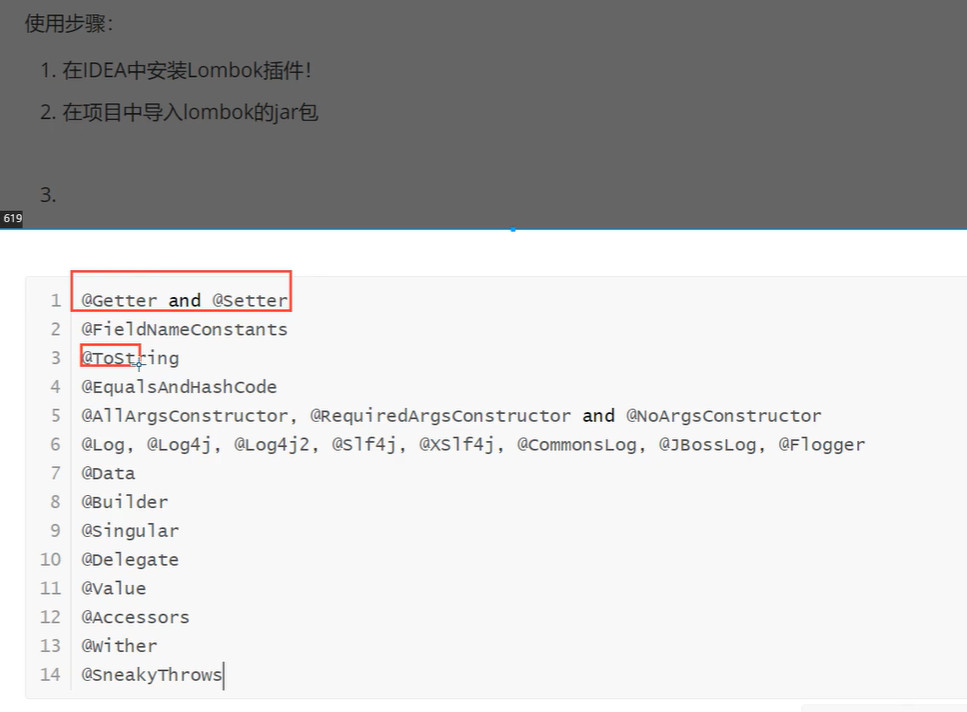 使用步骤：
1. 在IDEA中安装Lombok插件！
2. 在项目中导入lombok的jar包
3.
619
1 @Getter and @Setter
2 @FieldNameConstants
3 @ToString
4 @EqualsAndHashCode
5 @AllArgsConstructor, @RequiredArgsConstructor and @NoArgsConstructor
6 @Log, @Log4j, @Log4j2, @Slf4j, @XSlf4j, @CommonsLog, @JBossLog, @Flogger
7 @Data
8 @Builder
9 @Singular
10 @Delegate
11 @Value
12 @Accessors
13 @Wither
14 @SneakyThrows